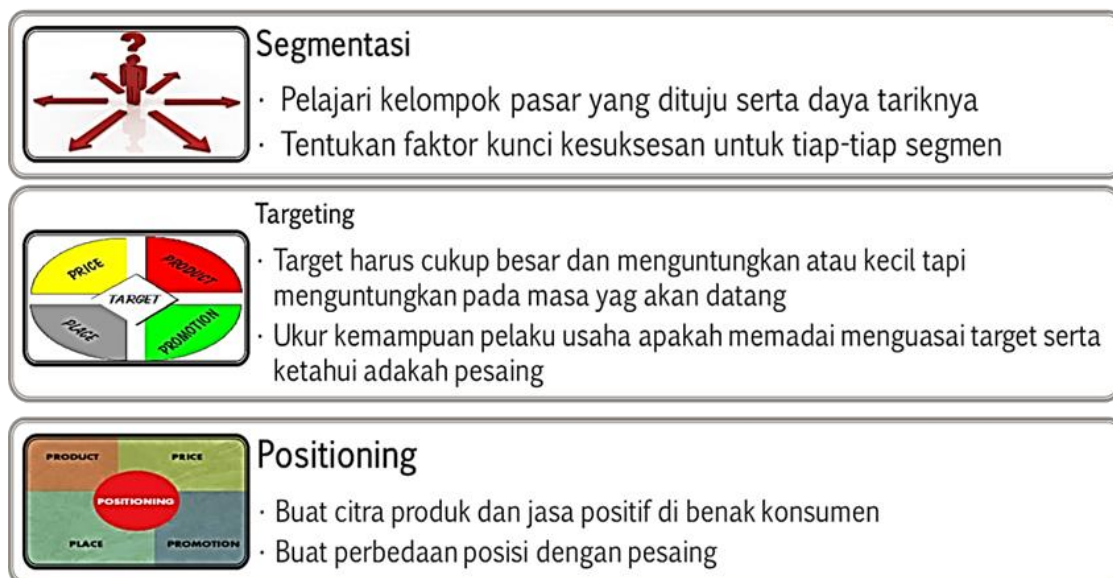 ?
Segmentasi
· Pelajari kelompok pasar yang dituju serta daya tariknya
· Tentukan faktor kunci kesuksesan untuk tiap-tiap segmen
PRICE
PRODUCT
TARGET
PLACE
PROMOTION
Targeting
· Target harus cukup besar dan menguntungkan atau kecil tapi
menguntungkan pada masa yag akan datang
· Ukur kemampuan pelaku usaha apakah memadai menguasai target serta
ketahui adakah pesaing
PRODUCT
PRICE
POSITIONING
PLACE
PROMOTION
Positioning
· Buat citra produk dan jasa positif di benak konsumen
· Buat perbedaan posisi dengan pesaing